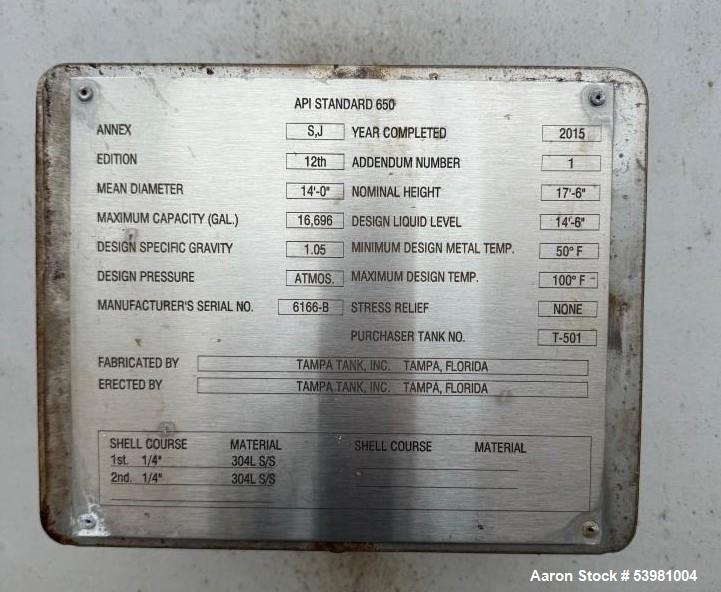 API STANDARD 650
ANNEX S,J YEAR COMPLETED 2015
EDITION 12th ADDENDUM NUMBER 1
MEAN DIAMETER 14'-0" NOMINAL HEIGHT 17'-6"
MAXIMUM CAPACITY (GAL.) 16,696 DESIGN LIQUID LEVEL 14'-6"
DESIGN SPECIFIC GRAVITY 1.05 MINIMUM DESIGN METAL TEMP. 50° F
DESIGN PRESSURE ATMOS. MAXIMUM DESIGN TEMP. 100° F
MANUFACTURER'S SERIAL NO. 6166-B STRESS RELIEF NONE
PURCHASER TANK NO. T-501
FABRICATED BY TAMPA TANK, INC. TAMPA, FLORIDA
ERECTED BY TAMPA TANK, INC. TAMPA, FLORIDA
SHELL COURSE MATERIAL SHELL COURSE MATERIAL
1st. 1/4" 304L S/S
2nd. 1/4" 304L S/S
Aaron Stock # 53981004